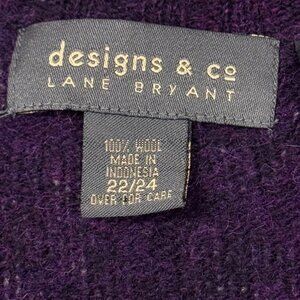 designs & co
LANE BRYANT
100% WOOL
MADE IN
INDONESIA
22/24
OVER FOR CARE